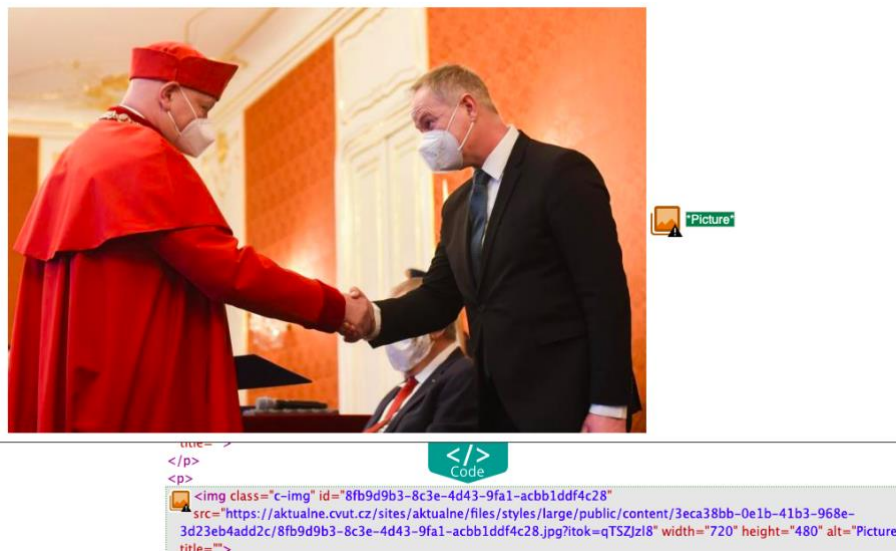 *Picture*
title="">
</p>
</>
Code
<p>
<img class="c-img" id="8fb9d9b3-8c3e-4d43-9fa1-acbb1ddf4c28"
src="https://aktualne.cvut.cz/sites/aktualne/files/styles/large/public/content/3eca38bb-0e1b-41b3-968e-
3d23eb4add2c/8fb9d9b3-8c3e-4d43-9fa1-acbb1ddf4c28.jpg?itok=qTSZJzI8" width="720" height="480" alt="Picture
title="">